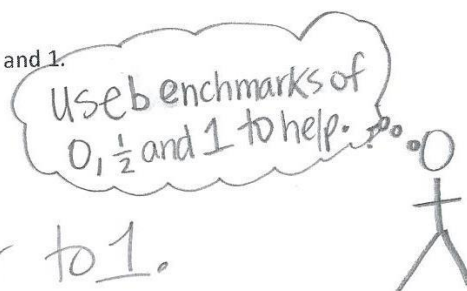 and 1.
use benchmarks of
0, ½ and 1 to help.
to 1.